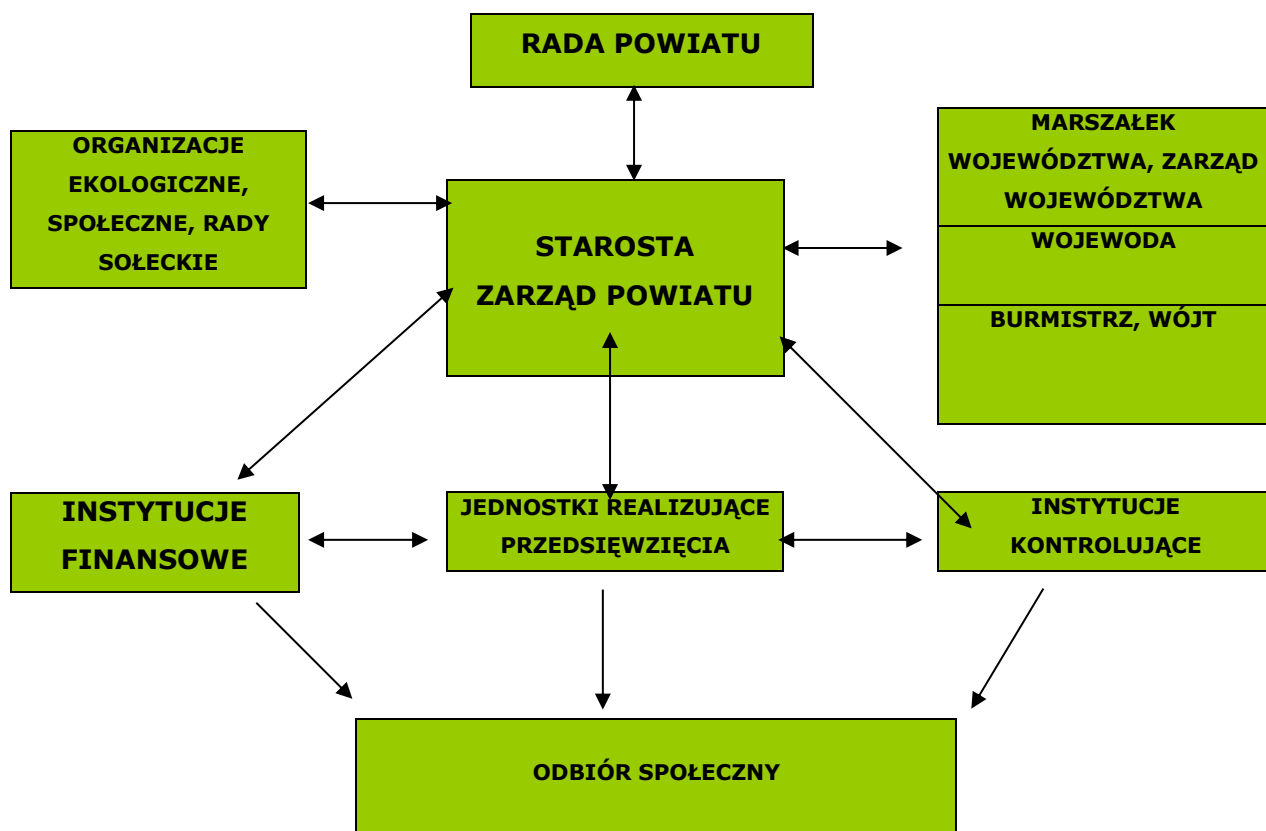 RADA POWIATU
ORGANIZACJE
EKOLOGICZNE,
SPOŁECZNE, RADY
SOŁECKIE
STAROSTA
ZARZĄD POWIATU
MARSZAŁEK
WOJEWÓDZTWA, ZARZĄD
WOJEWÓDZTWA
WOJEWODA
BURMISTRZ, WÓJT
INSTYTUCJE
FINANSOWE
JEDNOSTKI REALIZUJĄCE
PRZEDSIĘWZIĘCIA
INSTYTUCJE
KONTROLUJĄCE
ODBIÓR SPOŁECZNY